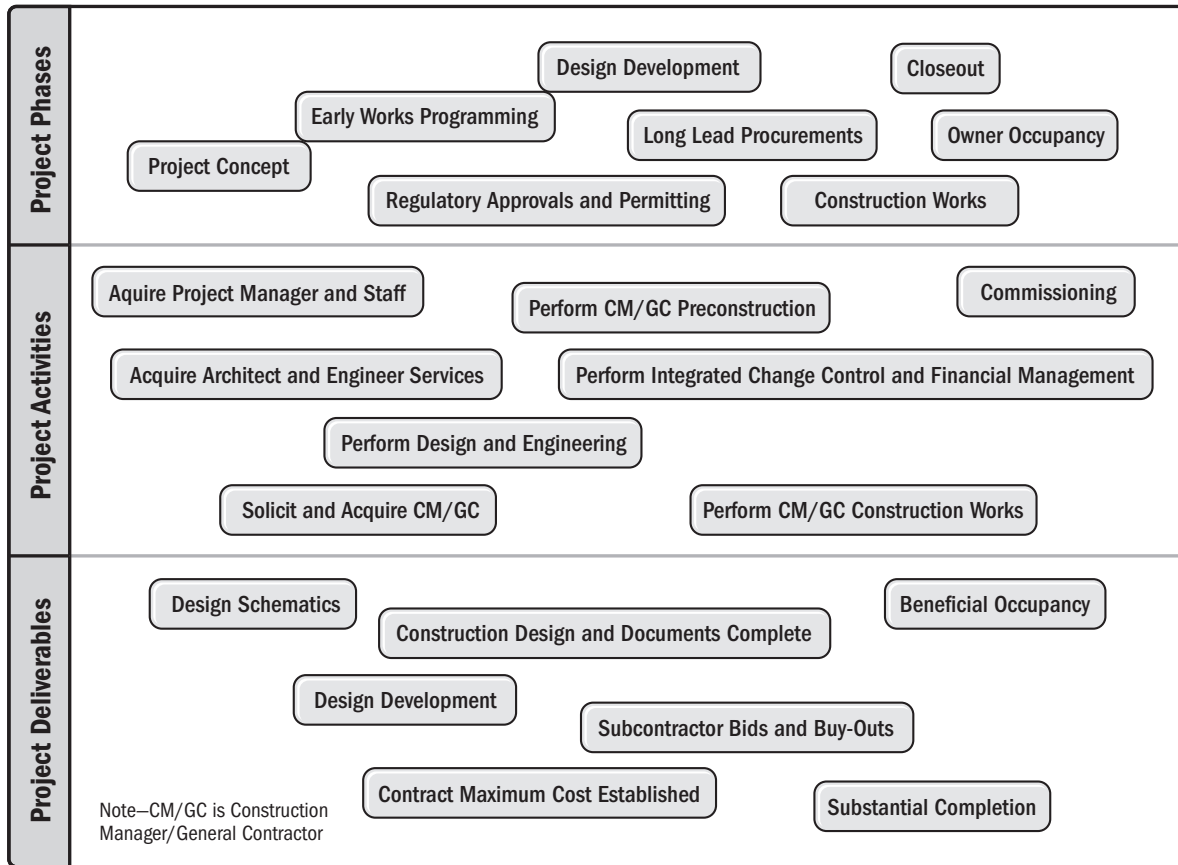 Project Phases
Design Development
Closeout
Early Works Programming
Long Lead Procurements
Owner Occupancy
Project Concept
Regulatory Approvals and Permitting
Construction Works
Project Activities
Aquire Project Manager and Staff
Perform CM/GC Preconstruction
Commissioning
Acquire Architect and Engineer Services
Perform Integrated Change Control and Financial Management
Perform Design and Engineering
Solicit and Acquire CM/GC
Perform CM/GC Construction Works
Project Deliverables
Design Schematics
Beneficial Occupancy
Construction Design and Documents Complete
Design Development
Subcontractor Bids and Buy-Outs
Contract Maximum Cost Established
Substantial Completion
Note–CM/GC is Construction
Manager/General Contractor